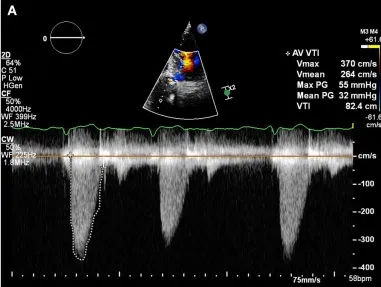 A
M3 M4
+61.6
2D
64%
C 51
P Low
HGen
CF
50%
4000Hz
WF 399Hz
2.5MHz
AV VTI
Vmax 370 cm/s
Vmean 264 cm/s
Max PG 55 mmHg
Mean PG 32 mmHg
VTI 82.4 cm
-61.6
cm/s
CW
50%
WF 225Hz
1.8MHz
cm/s
-100
-200
-300
-400
75mm/s
58bpm